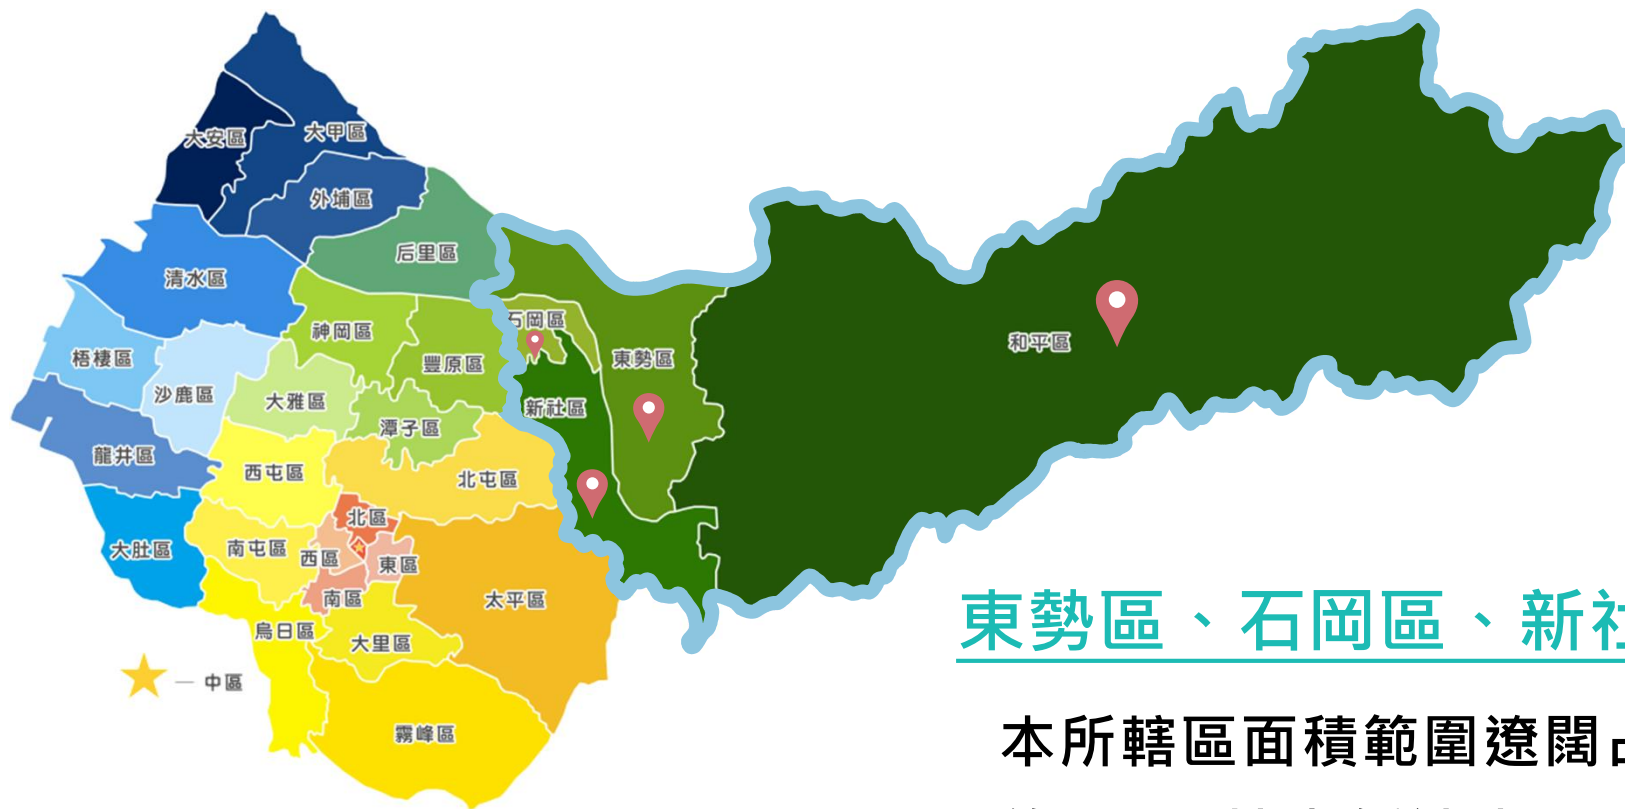 大安區
大甲區
外埔區
后里區
清水區
石岡區
神岡區
和平區
梧棲區
豐原區
東勢區
沙鹿區
大雅區
新社區
潭子區
龍井區
西屯區
北屯區
北區
大肚區
南屯區
西區
東區
南區
太平區
烏日區
大里區
中區
霧峰區
東勢區、石岡區、新社
本所轄區面積範圍遼闊